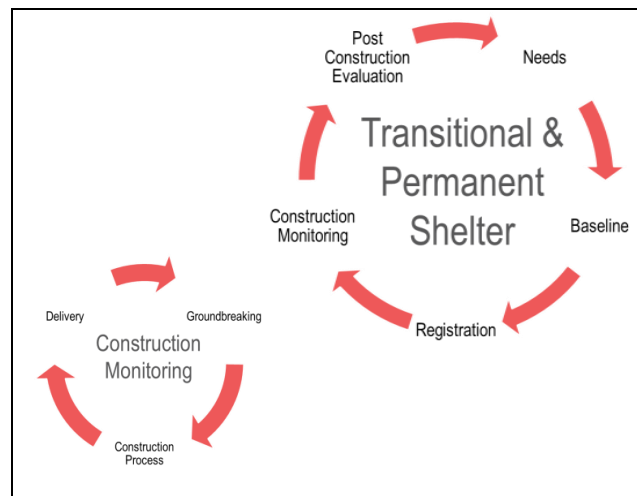 Post
Construction
Evaluation
Needs
Transitional &
Permanent
Shelter
Construction
Monitoring
Baseline
Registration
Delivery
Groundbreaking
Construction
Monitoring
Construction
Process